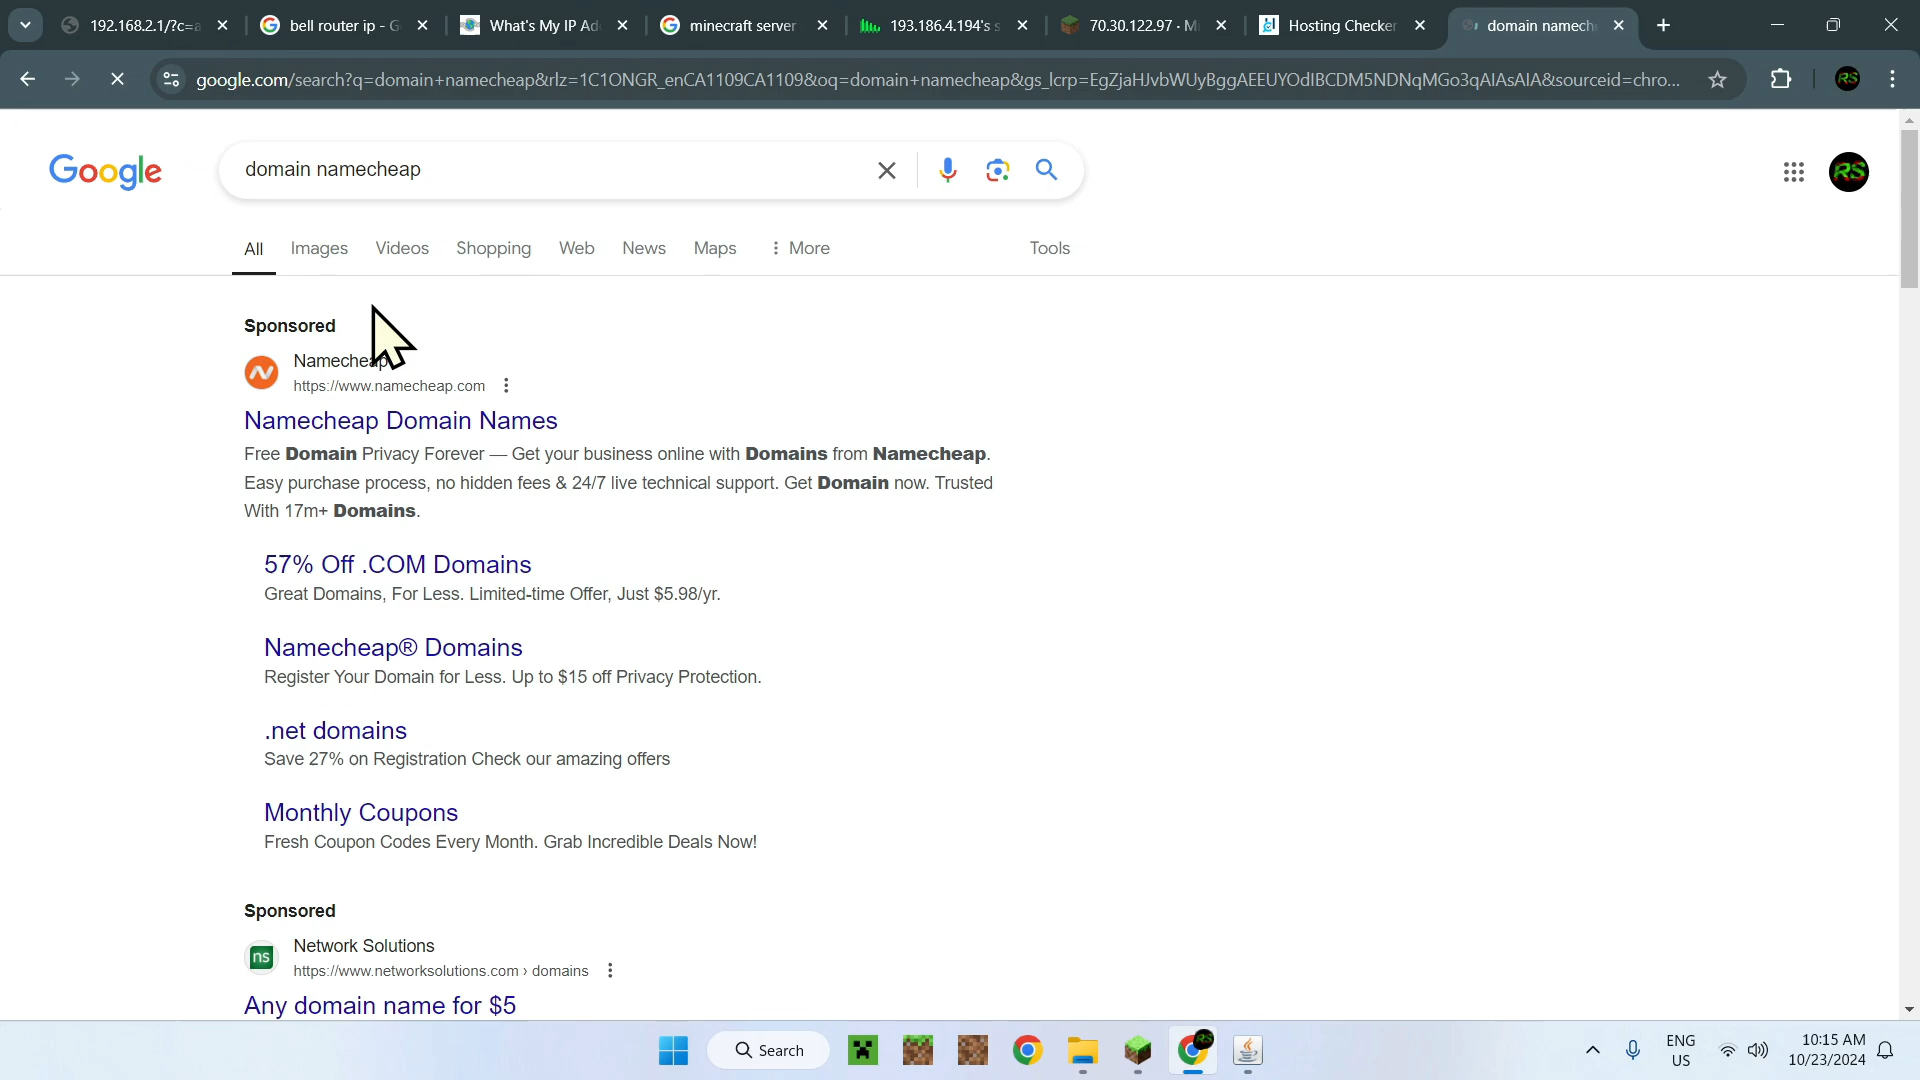 192.168.2.1/?c=
bell router ip - G
What's My IP Ad
minecraft server
193.186.4.194's s
70.30.122.97 · M
Hosting Checker
domain namech
google.com/search?q=domain+namecheap&rlz=1C1ONGR_enCA1109CA1109&oq=domain+namecheap&gs_lcrp=EgZjaHJvbWUyBggAEEUYOdIBCDM5NDNqMGo3qAIAsAIA&sourceid=chro...
RS
Google
domain namecheap
RS
All Images Videos Shopping Web News Maps More Tools
Sponsored
Namecheap
https://www.namecheap.com
Namecheap Domain Names
Free Domain Privacy Forever — Get your business online with Domains from Namecheap.
Easy purchase process, no hidden fees & 24/7 live technical support. Get Domain now. Trusted
With 17m+ Domains.
57% Off .COM Domains
Great Domains, For Less. Limited-time Offer, Just $5.98/yr.
Namecheap® Domains
Register Your Domain for Less. Up to $15 off Privacy Protection.
.net domains
Save 27% on Registration Check our amazing offers
Monthly Coupons
Fresh Coupon Codes Every Month. Grab Incredible Deals Now!
Sponsored
ns
Network Solutions
https://www.networksolutions.com › domains
Any domain name for $5
Search
RS
ENG
US
10:15 AM
10/23/2024